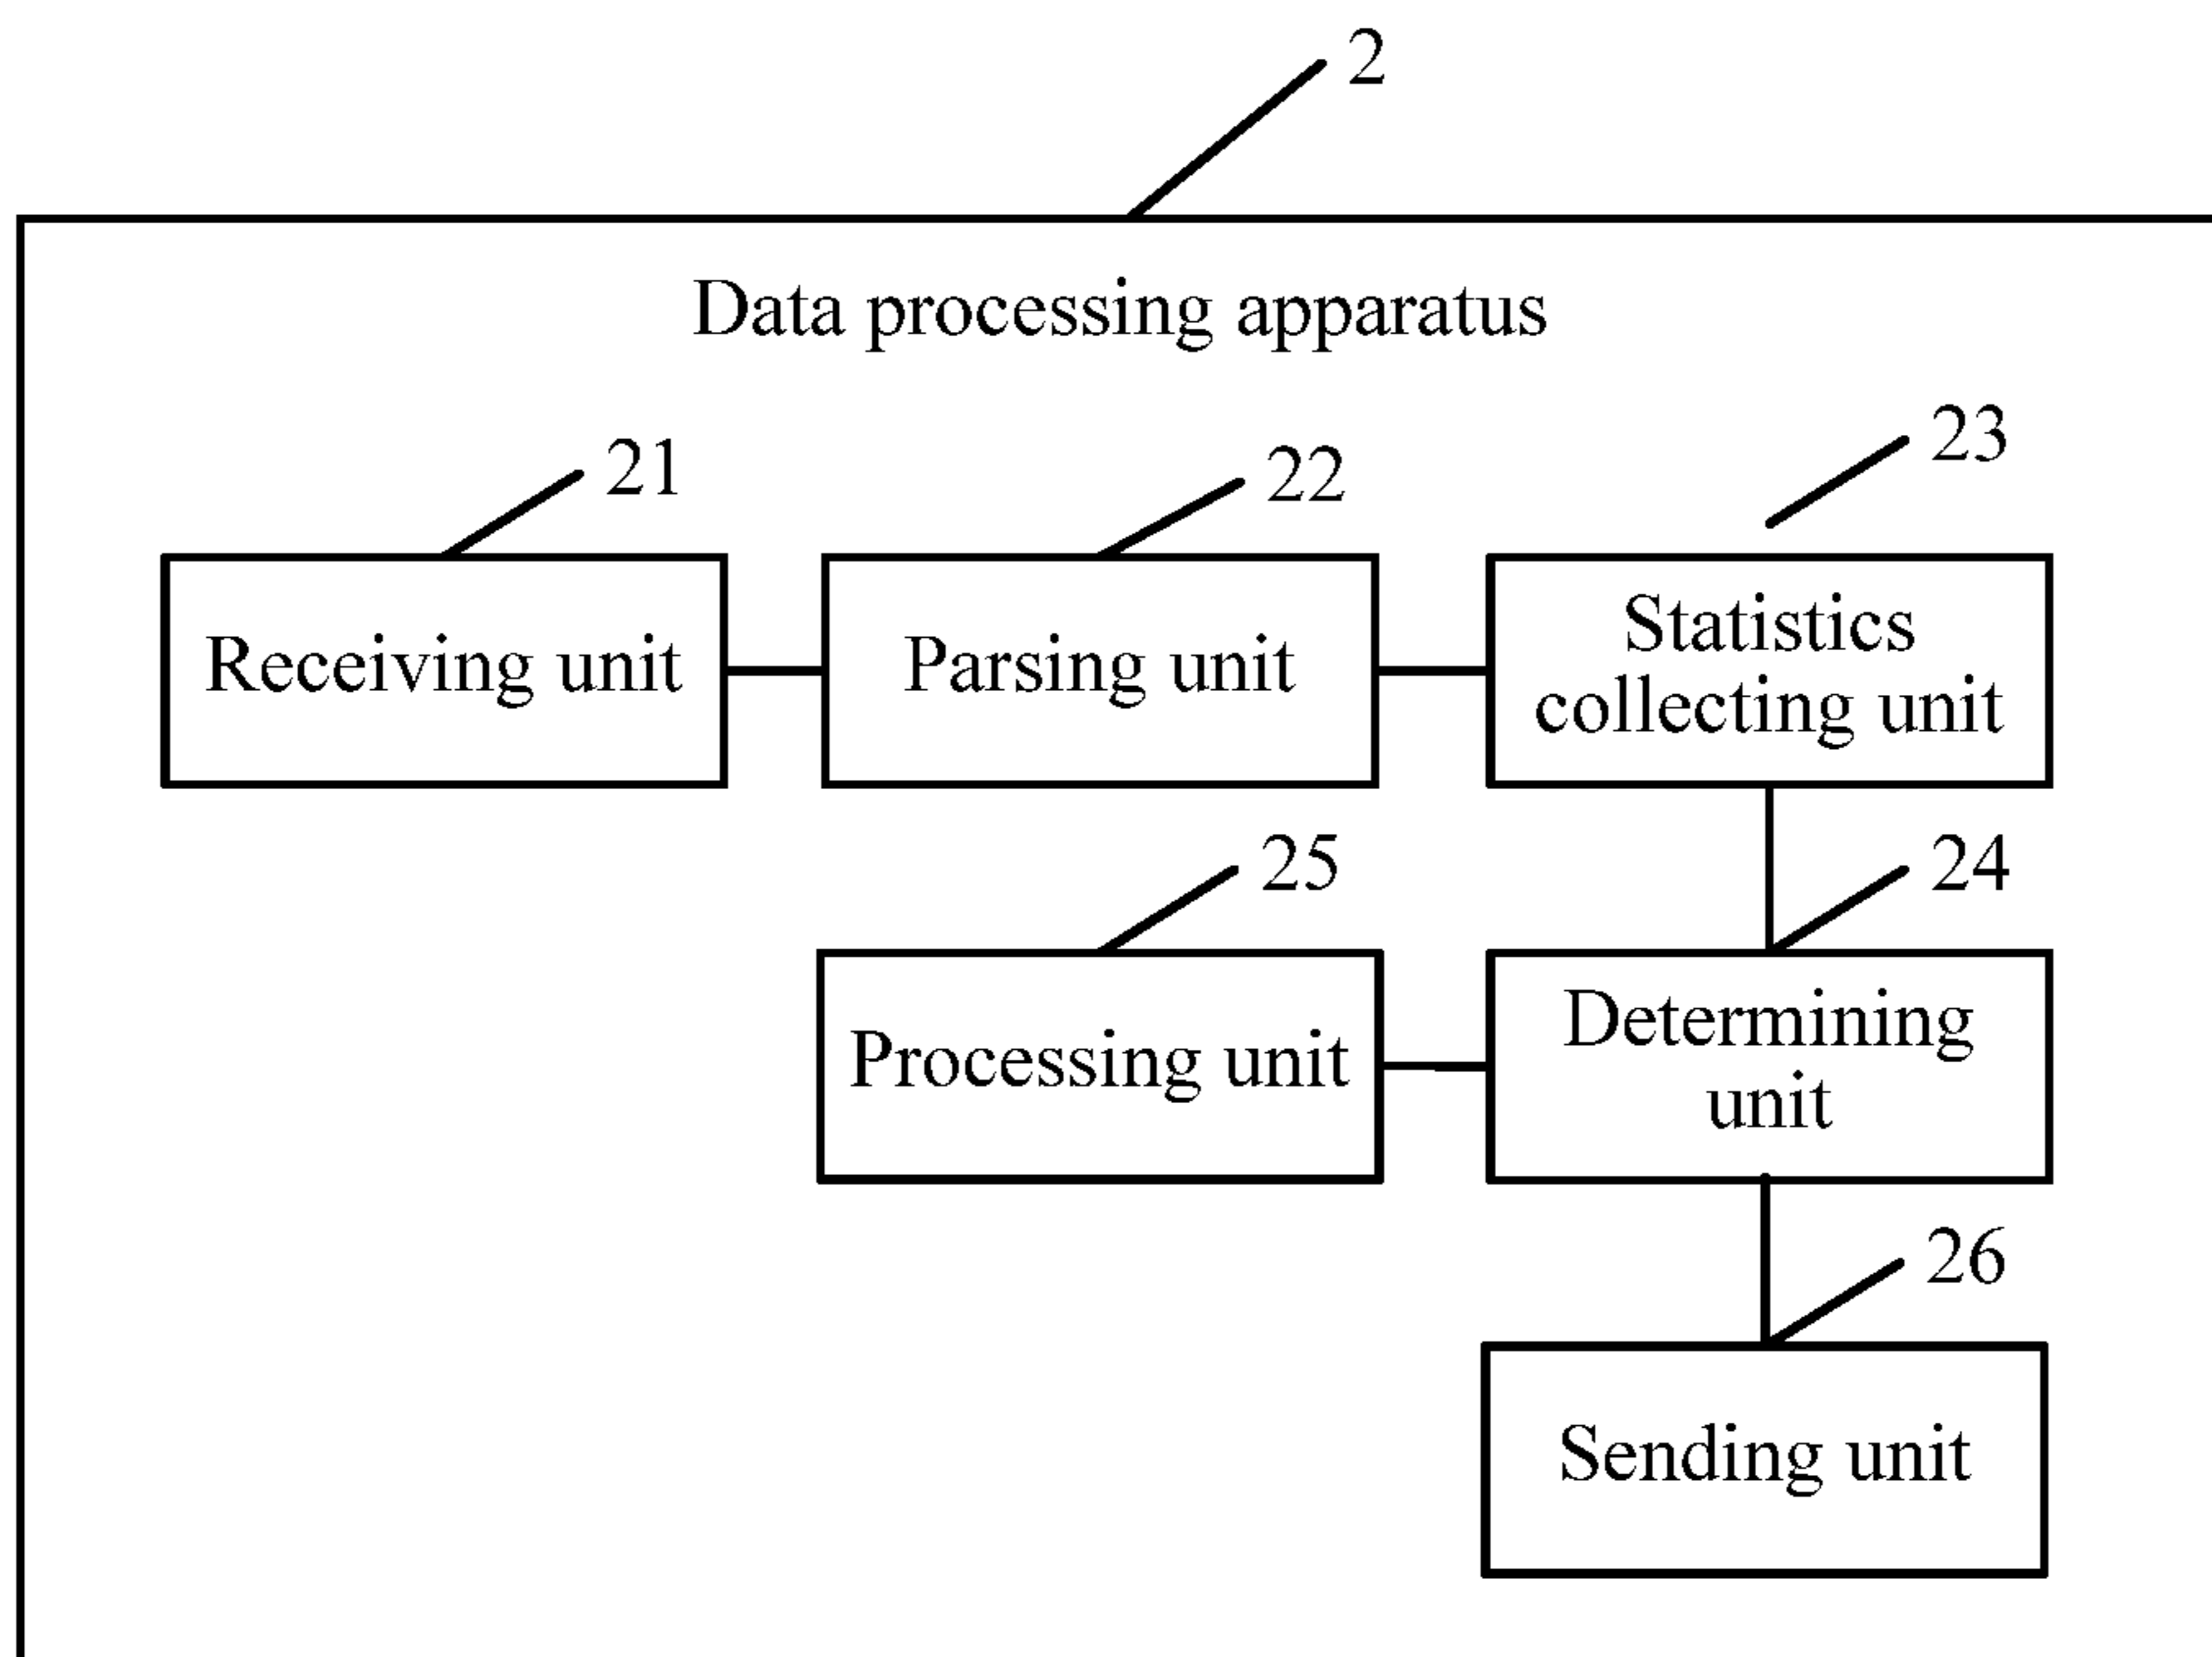 2
Data processing apparatus
21
22
23
Receiving unit
Parsing unit
Statistics
collecting unit
25
24
Processing unit
Determining
unit
26
Sending unit